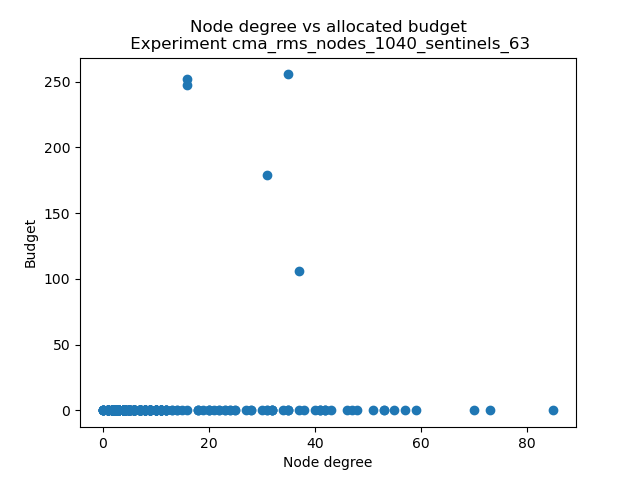 Node degree vs allocated budget
Experiment cma_rms_nodes_1040_sentinels_63
250
200
150
100
50
0
Budget
0 20 40 60 80
Node degree